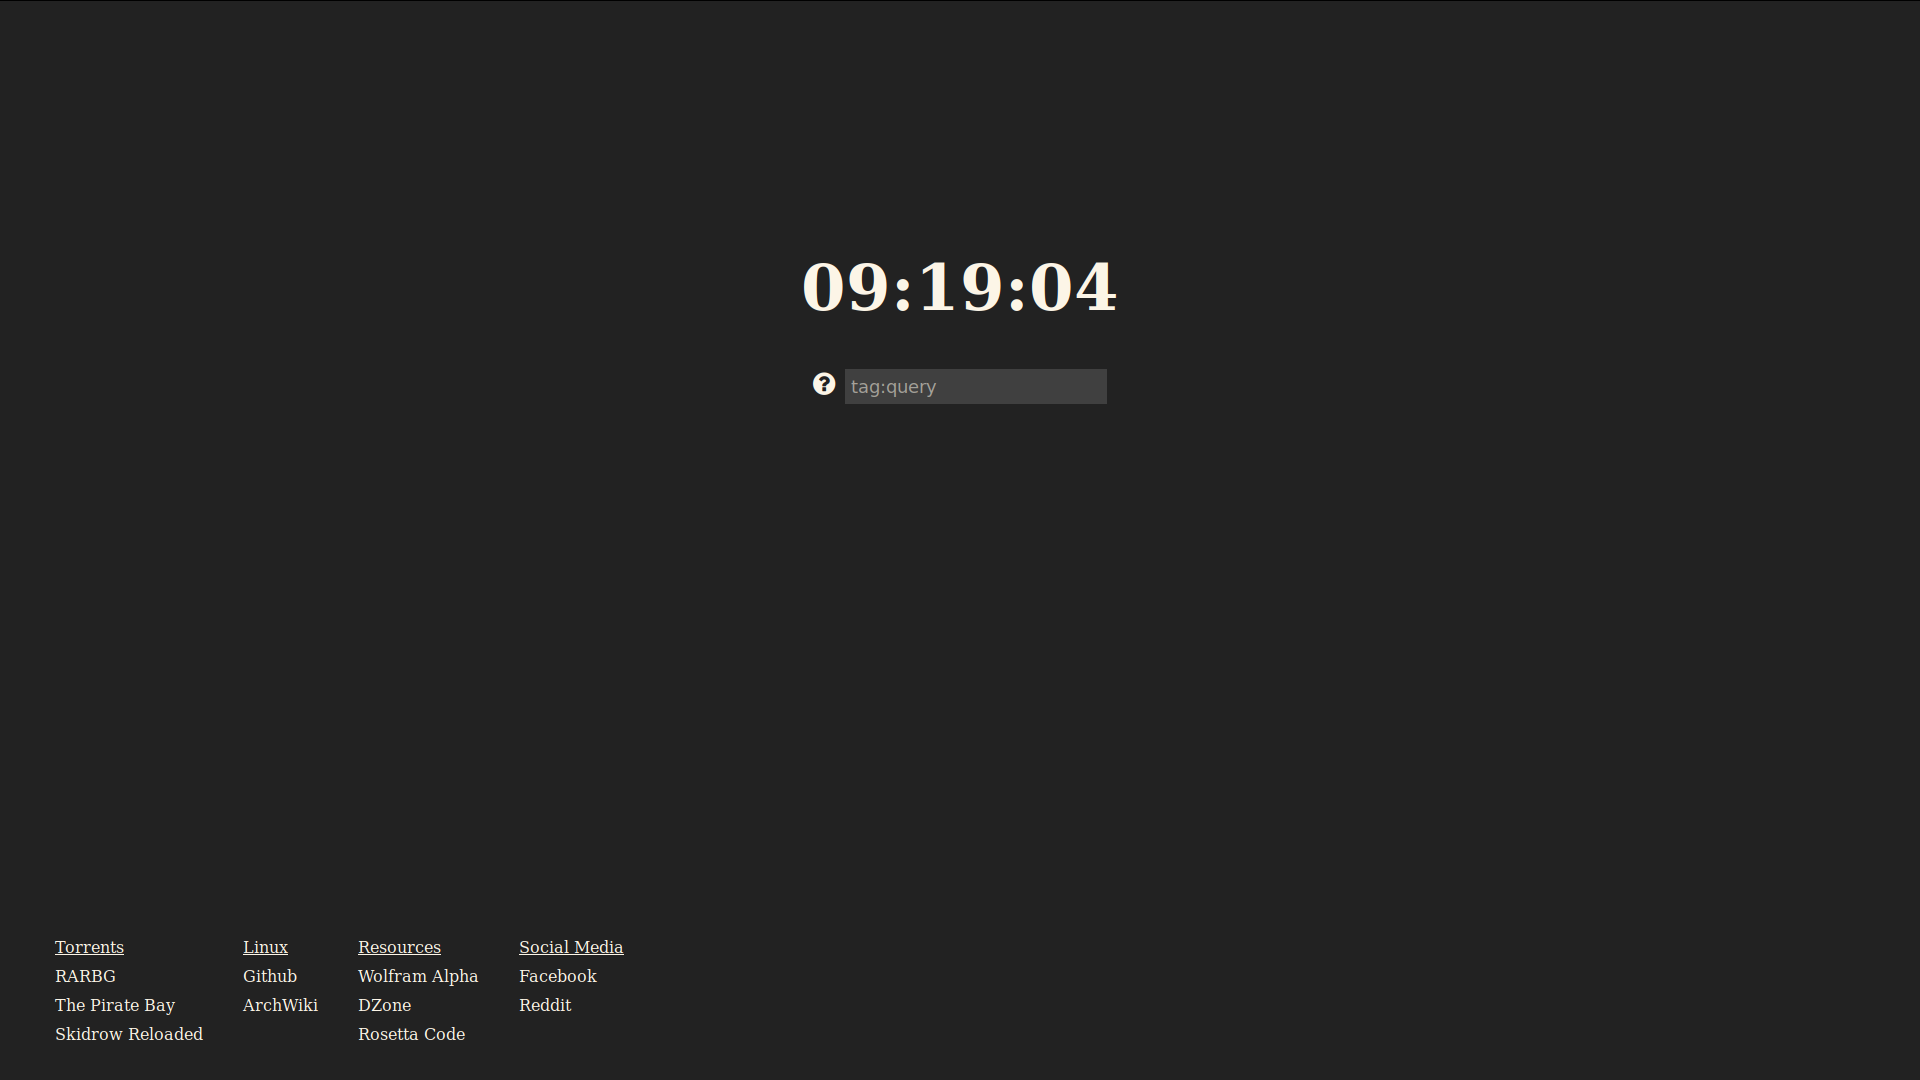 09:19:04
tag:query
Torrents
RARBG
The Pirate Bay
Skidrow Reloaded
Linux
Github
ArchWiki
Resources
Wolfram Alpha
DZone
Rosetta Code
Social Media
Facebook
Reddit